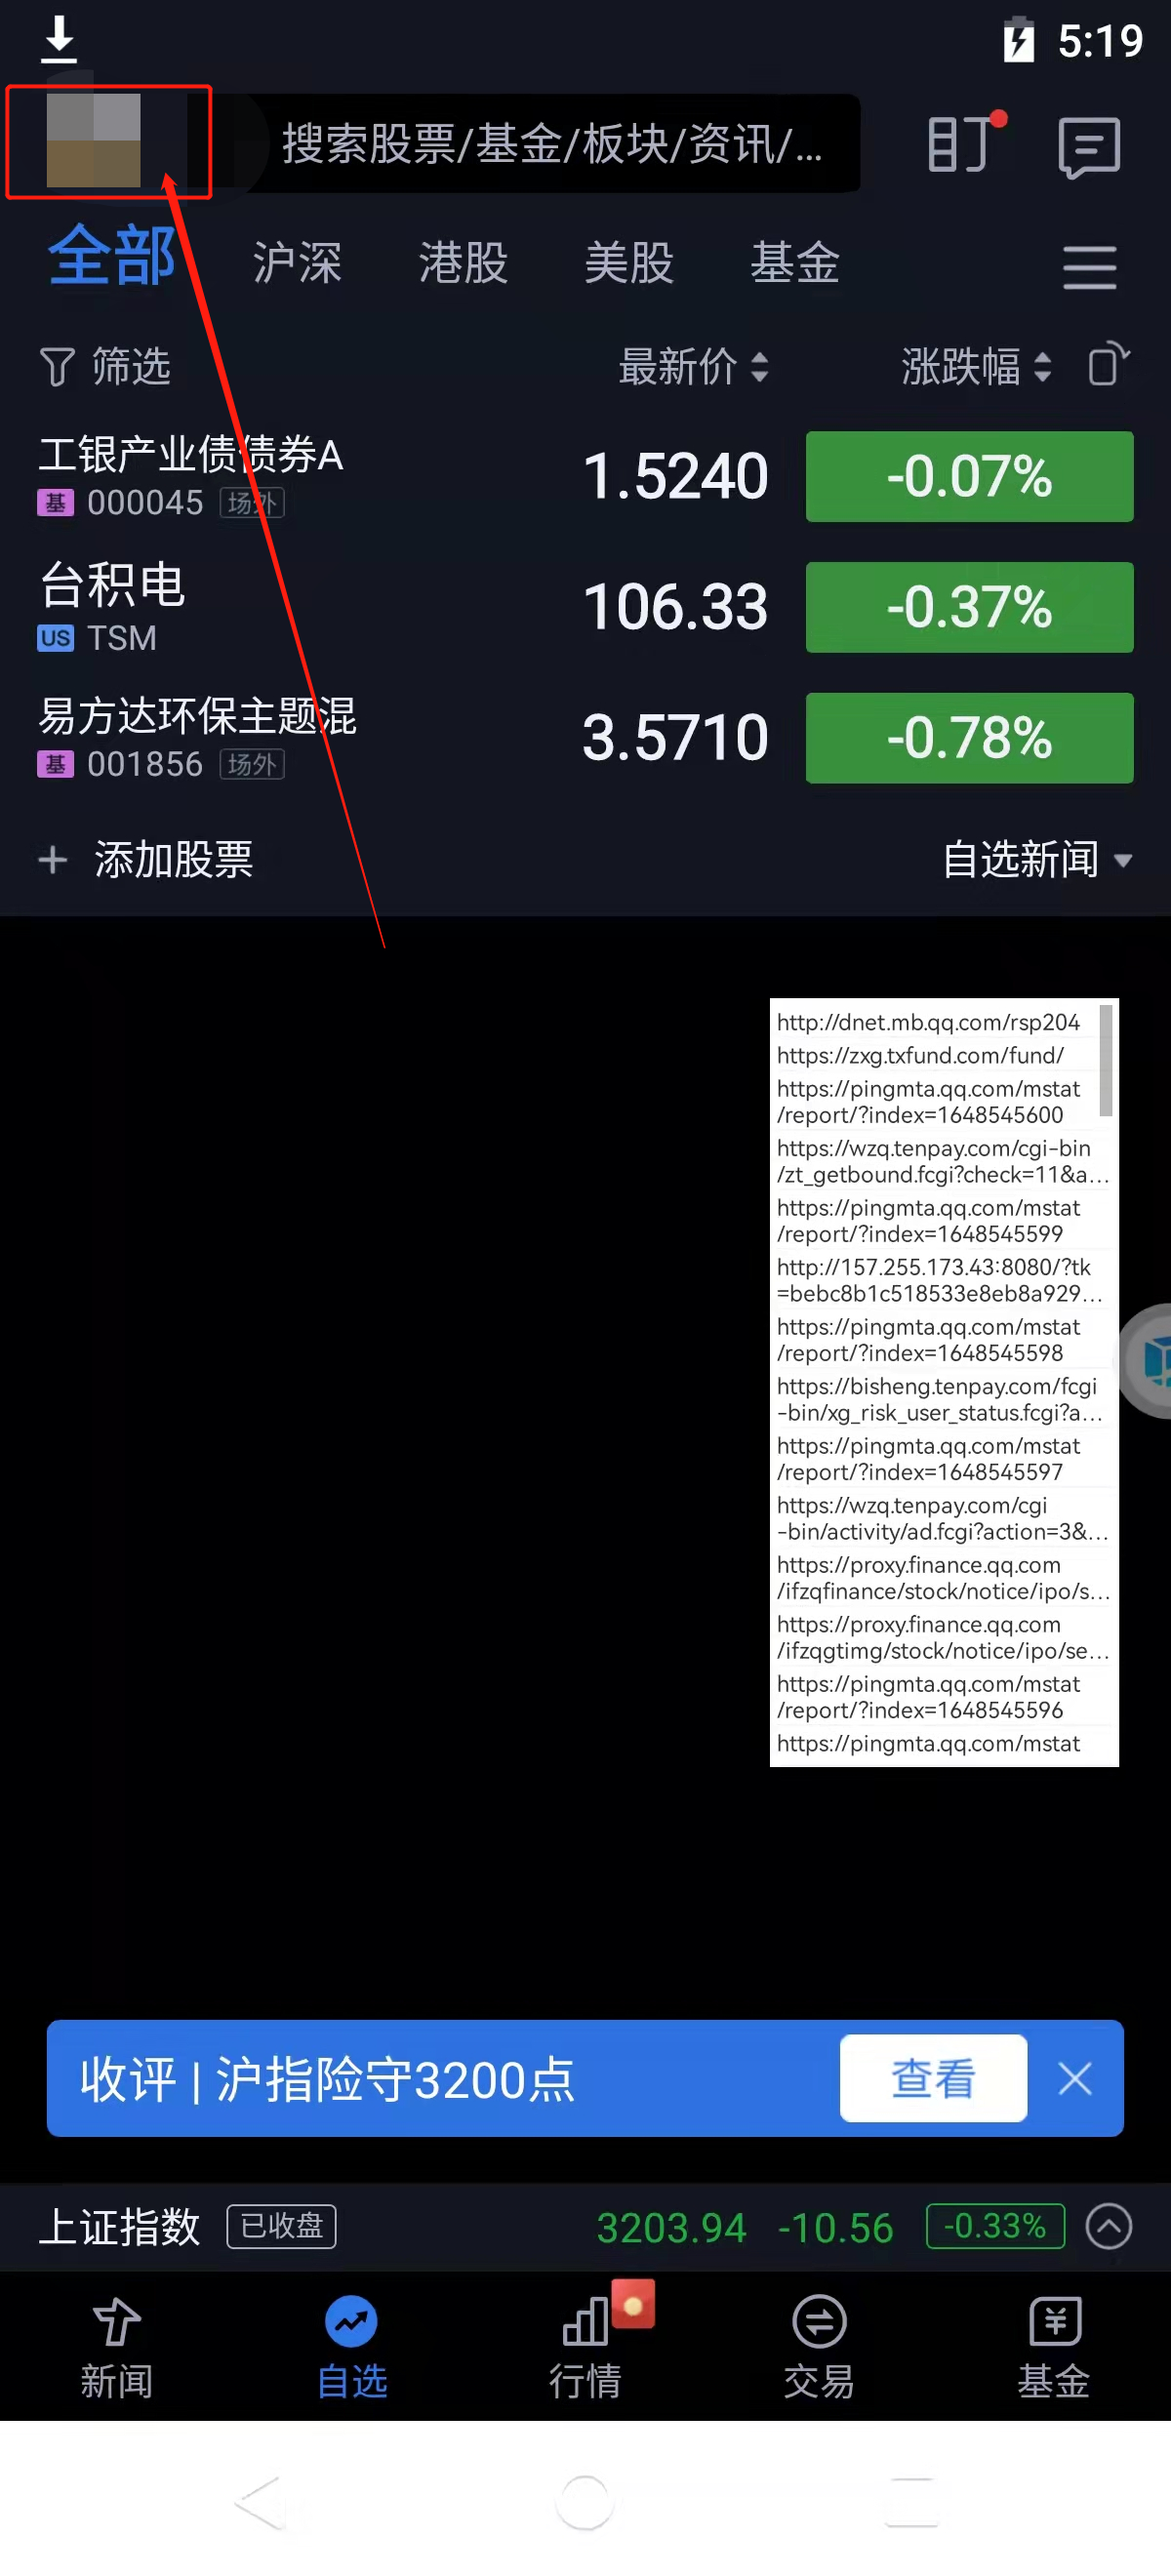 5:19
搜索股票/基金/板块/资讯/...
盯
全部 沪深 港股 美股 基金
筛选 最新价 涨跌幅
工银产业债债券A
基 000045 场外
1.5240 -0.07%
台积电
US TSM
106.33 -0.37%
易方达环保主题混
基 001856 场外
3.5710 -0.78%
+ 添加股票 自选新闻
http://dnet.mb.qq.com/rsp204
https://zxg.txfund.com/fund/
https://pingmta.qq.com/mstat
/report/?index=1648545600
https://wzq.tenpay.com/cgi-bin
/zt_getbound.fcgi?check=11&a...
https://pingmta.qq.com/mstat
/report/?index=1648545599
http://157.255.173.43:8080/?tk
=bebc8b1c518533e8eb8a929...
https://pingmta.qq.com/mstat
/report/?index=1648545598
https://bisheng.tenpay.com/fcgi
-bin/xg_risk_user_status.fcgi?a...
https://pingmta.qq.com/mstat
/report/?index=1648545597
https://wzq.tenpay.com/cgi
-bin/activity/ad.fcgi?action=3&...
https://proxy.finance.qq.com
/ifzqfinance/stock/notice/ipo/s...
https://proxy.finance.qq.com
/ifzqgtimg/stock/notice/ipo/se...
https://pingmta.qq.com/mstat
/report/?index=1648545596
https://pingmta.qq.com/mstat
收评 | 沪指险守3200点 查看
上证指数 已收盘 3203.94 -10.56 -0.33%
新闻 自选 行情 交易 基金